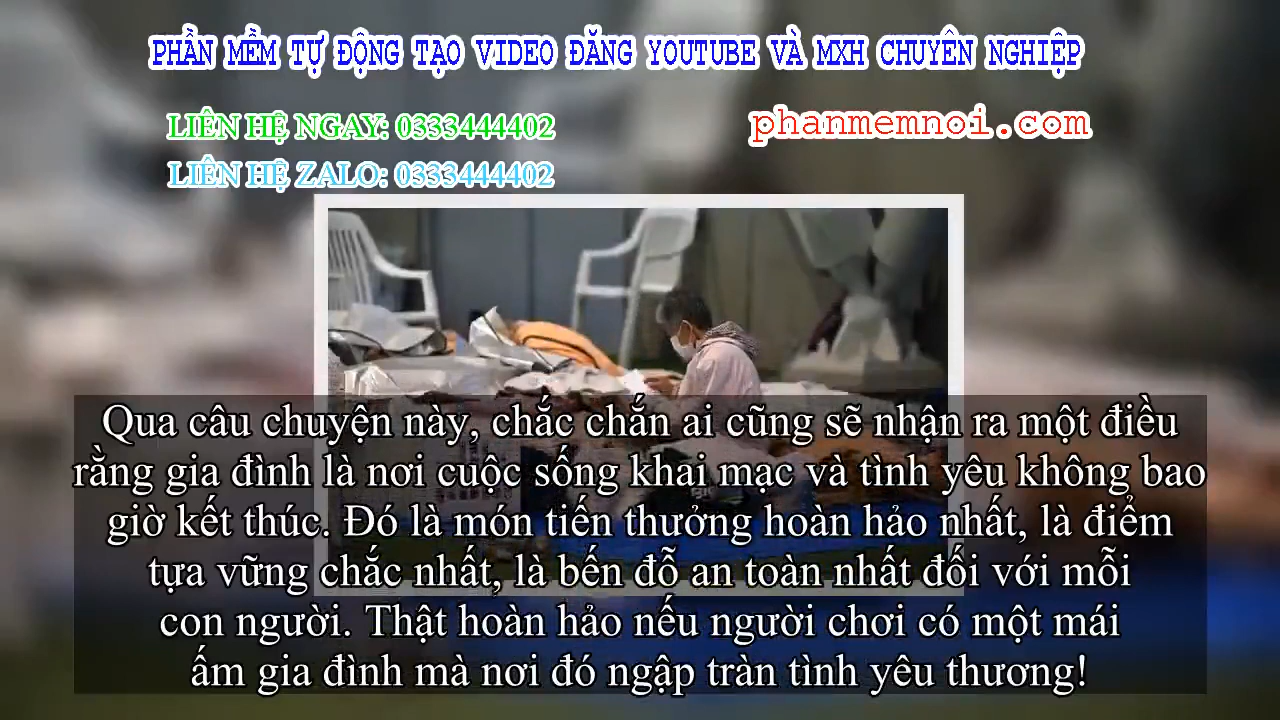 PHẦN MỀM TỰ ĐỘNG TẠO VIDEO ĐĂNG YOUTUBE VÀ MXH CHUYÊN NGHIỆP
LIÊN HỆ NGAY: 0333444402
phanmemnoi.com
LIÊN HỆ ZALO: 0333444402
Qua câu chuyện này, chắc chắn ai cũng sẽ nhận ra một điều
rằng gia đình là nơi cuộc sống khai mạc và tình yêu không bao
giờ kết thúc. Đó là món tiến thưởng hoàn hảo nhất, là điểm
tựa vững chắc nhất, là bến đỗ an toàn nhất đối với mỗi
con người. Thật hoàn hảo nếu người chơi có một mái
ấm gia đình mà nơi đó ngập tràn tình yêu thương!